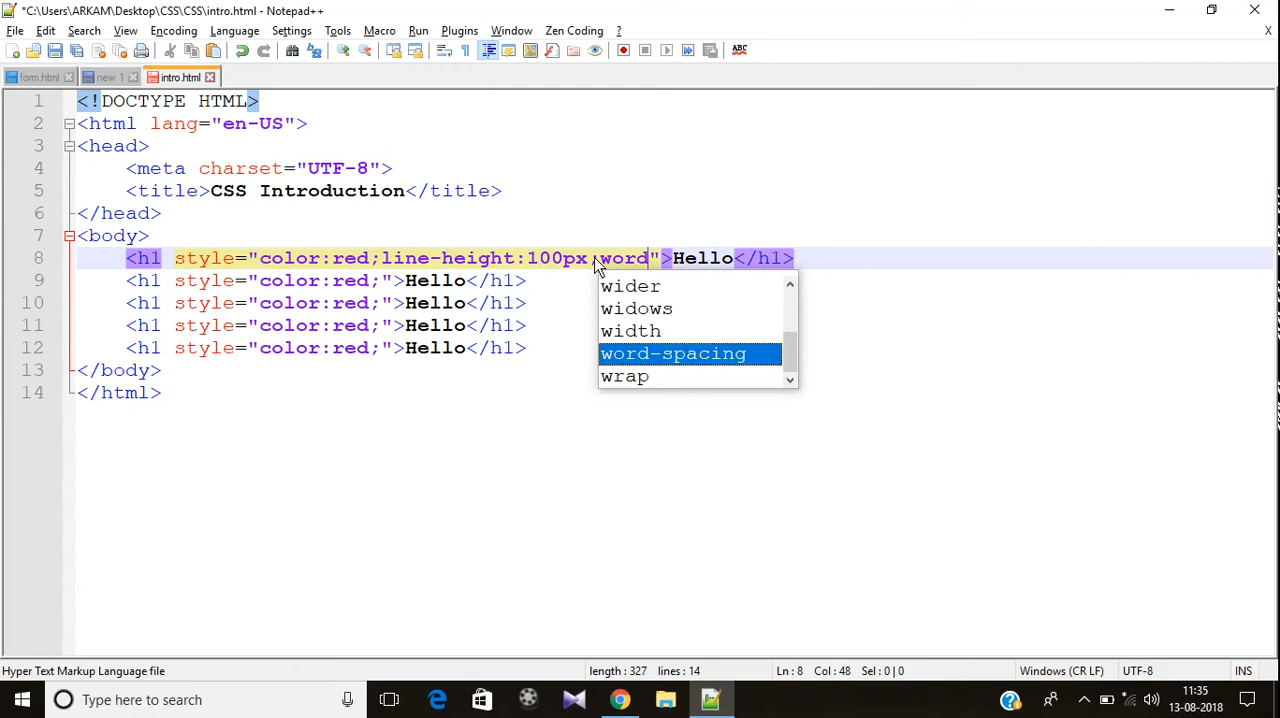 *C:\Users\ARKAM\Desktop\CSS\CSS\intro.html - Notepad++
File Edit Search View Encoding Language Settings Tools Macro Run Plugins Window Zen Coding ? X
ABC
form.html new 1 intro.html
1 <!DOCTYPE HTML>
2 <html lang="en-US">
3 <head>
4 <meta charset="UTF-8">
5 <title>CSS Introduction</title>
6 </head>
7 <body>
8 <h1 style="color:red;line-height:100px;word">Hello</h1>
9 <h1 style="color:red;">Hello</h1>
10 <h1 style="color:red;">Hello</h1>
11 <h1 style="color:red;">Hello</h1>
12 <h1 style="color:red;">Hello</h1>
13 </body>
14 </html>
wider
widows
width
word-spacing
wrap
Hyper Text Markup Language file length : 327 lines : 14 Ln : 8 Col : 48 Sel : 0 | 0 Windows (CR LF) UTF-8 INS
Type here to search 11:35
13-08-2018